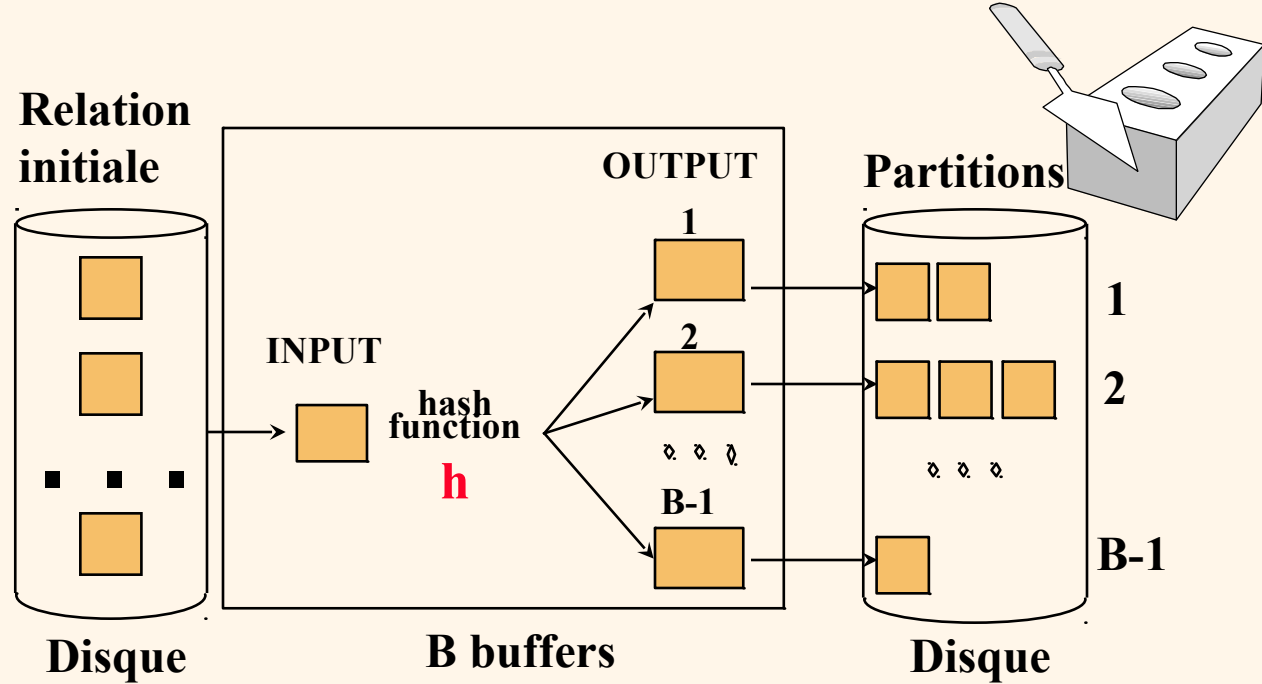 Relation
initiale
Disque
INPUT
hash
function
h
OUTPUT
1
2
B-1
B buffers
Partitions
1
2
B-1
Disque